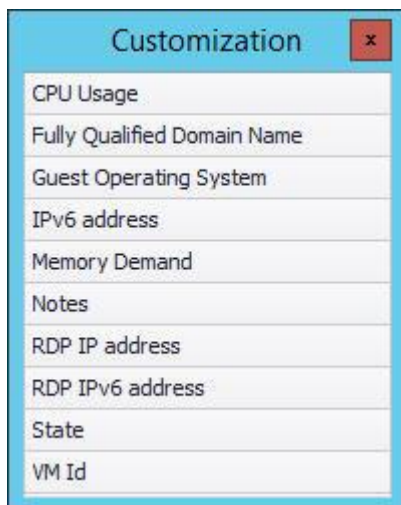 Customization
x
CPU Usage
Fully Qualified Domain Name
Guest Operating System
IPv6 address
Memory Demand
Notes
RDP IP address
RDP IPv6 address
State
VM Id